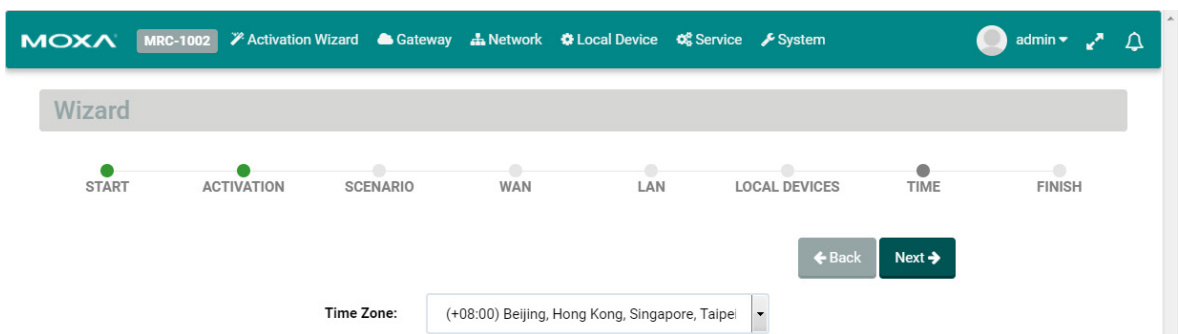 MOXA MRC-1002 Activation Wizard Gateway Network Local Device Service System admin
Wizard
START ACTIVATION SCENARIO WAN LAN LOCAL DEVICES TIME FINISH
Back Next
Time Zone: (+08:00) Beijing, Hong Kong, Singapore, Taipei